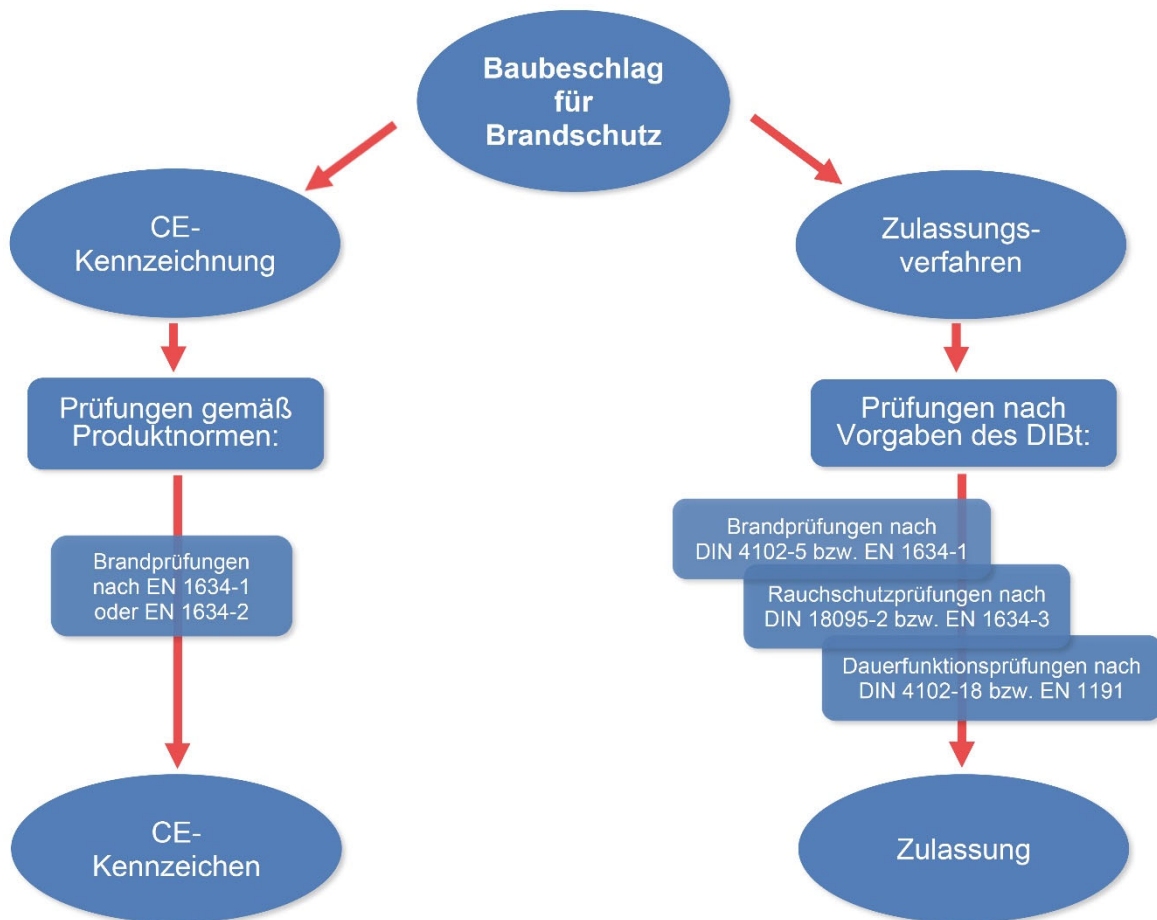 Baubeschlag
für
Brandschutz
CE-
Kennzeichnung
Zulassungs-
verfahren
Prüfungen gemäß
Produktnormen:
Prüfungen nach
Vorgaben des DIBt:
Brandprüfungen
nach EN 1634-1
oder EN 1634-2
Brandprüfungen nach
DIN 4102-5 bzw. EN 1634-1
Rauchschutzprüfungen nach
DIN 18095-2 bzw. EN 1634-3
Dauerfunktionsprüfungen nach
DIN 4102-18 bzw. EN 1191
CE-
Kennzeichen
Zulassung